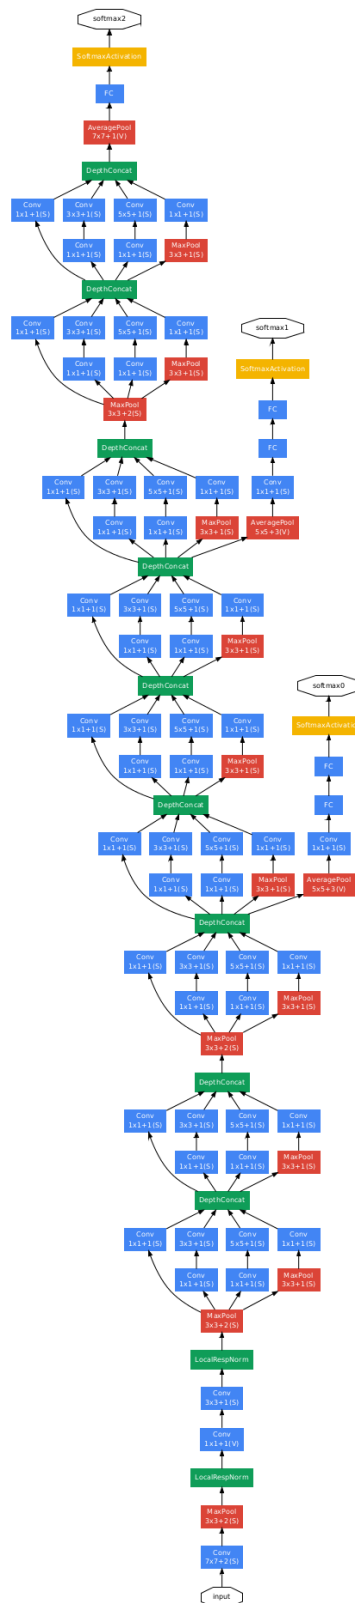 softmax2
SoftmaxActivation
FC
AveragePool
7x7+1(V)
DepthConcat
Conv Conv Conv Conv
1x1+1(S) 3x3+1(S) 5x5+1(S) 1x1+1(S)
Conv Conv MaxPool
1x1+1(S) 1x1+1(S) 3x3+1(S)
DepthConcat
Conv Conv Conv Conv
1x1+1(S) 3x3+1(S) 5x5+1(S) 1x1+1(S)
softmax1
Conv Conv MaxPool
1x1+1(S) 1x1+1(S) 3x3+1(S)
SoftmaxActivation
MaxPool
3x3+2(S)
FC
DepthConcat
FC
Conv Conv Conv Conv Conv
1x1+1(S) 3x3+1(S) 5x5+1(S) 1x1+1(S) 1x1+1(S)
Conv Conv MaxPool AveragePool
1x1+1(S) 1x1+1(S) 3x3+1(S) 5x5+3(V)
DepthConcat
Conv Conv Conv Conv
1x1+1(S) 3x3+1(S) 5x5+1(S) 1x1+1(S)
Conv Conv MaxPool
1x1+1(S) 1x1+1(S) 3x3+1(S)
DepthConcat
softmax0
Conv Conv Conv Conv
1x1+1(S) 3x3+1(S) 5x5+1(S) 1x1+1(S)
SoftmaxActivatio
Conv Conv MaxPool
1x1+1(S) 1x1+1(S) 3x3+1(S)
FC
DepthConcat
FC
Conv Conv Conv Conv Conv
1x1+1(S) 3x3+1(S) 5x5+1(S) 1x1+1(S) 1x1+1(S)
Conv Conv MaxPool AveragePool
1x1+1(S) 1x1+1(S) 3x3+1(S) 5x5+3(V)
DepthConcat
Conv Conv Conv Conv
1x1+1(S) 3x3+1(S) 5x5+1(S) 1x1+1(S)
Conv Conv MaxPool
1x1+1(S) 1x1+1(S) 3x3+1(S)
MaxPool
3x3+2(S)
DepthConcat
Conv Conv Conv Conv
1x1+1(S) 3x3+1(S) 5x5+1(S) 1x1+1(S)
Conv Conv MaxPool
1x1+1(S) 1x1+1(S) 3x3+1(S)
DepthConcat
Conv Conv Conv Conv
1x1+1(S) 3x3+1(S) 5x5+1(S) 1x1+1(S)
Conv Conv MaxPool
1x1+1(S) 1x1+1(S) 3x3+1(S)
MaxPool
3x3+2(S)
LocalRespNorm
Conv
3x3+1(S)
Conv
1x1+1(V)
LocalRespNorm
MaxPool
3x3+2(S)
Conv
7x7+2(S)
input